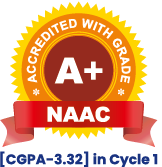 ACCREDITED WITH GRADE
A+
NAAC
[CGPA-3.32] in Cycle 1